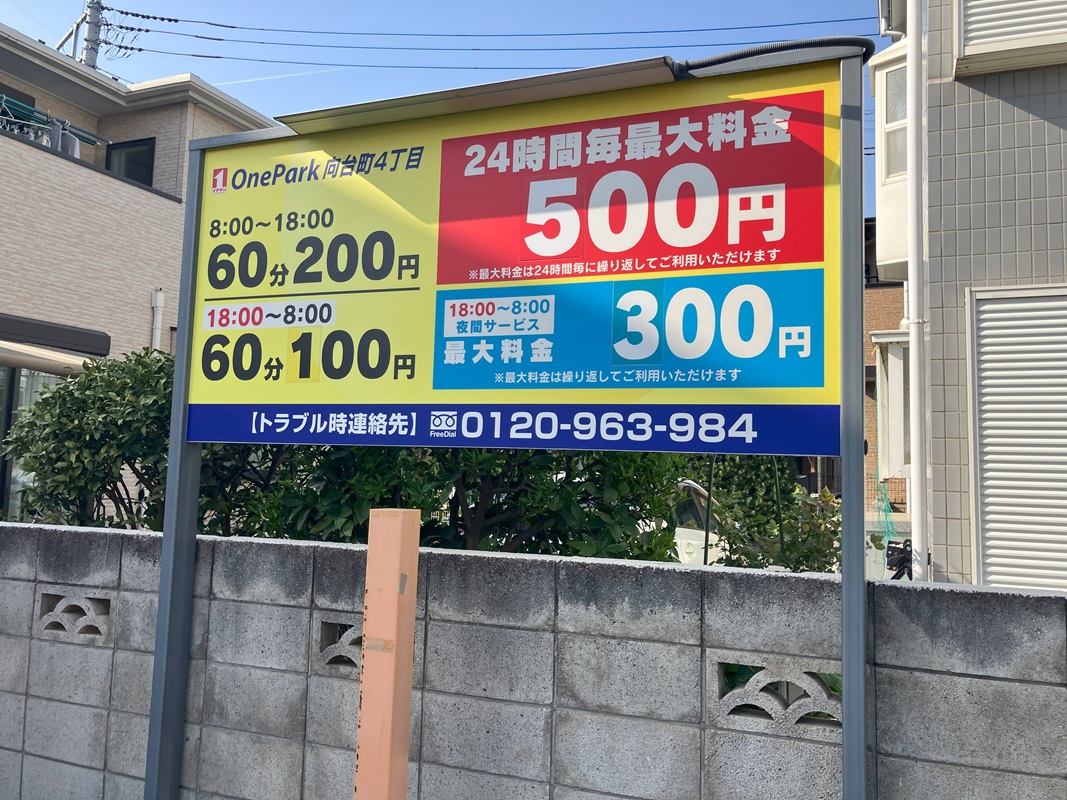 OnePark 向台町4丁目
8:00～18:00
60分200円
18:00～8:00
60分100円
24時間毎最大料金
500円
※最大料金は24時間毎に繰り返してご利用いただけます
18:00～8:00
夜間サービス
最大料金
300円
※最大料金は繰り返してご利用いただけます
【トラブル時連絡先】 FreeDial 0120-963-984